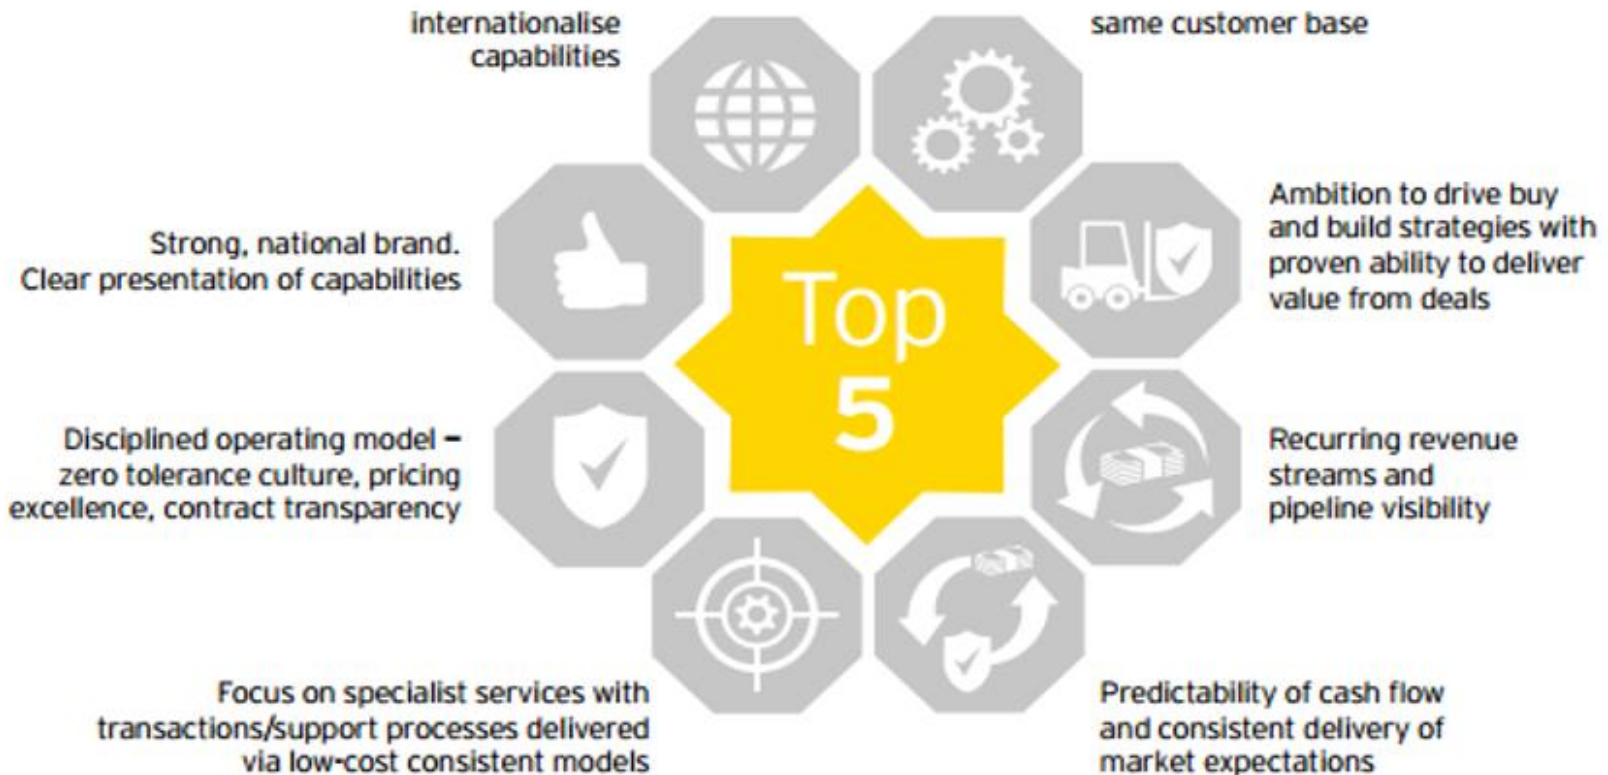 internationalise
capabilities
same customer base
Strong, national brand.
Clear presentation of capabilities
Top
5
Ambition to drive buy
and build strategies with
proven ability to deliver
value from deals
Disciplined operating model –
zero tolerance culture, pricing
excellence, contract transparency
Recurring revenue
streams and
pipeline visibility
Focus on specialist services with
transactions/support processes delivered
via low-cost consistent models
Predictability of cash flow
and consistent delivery of
market expectations